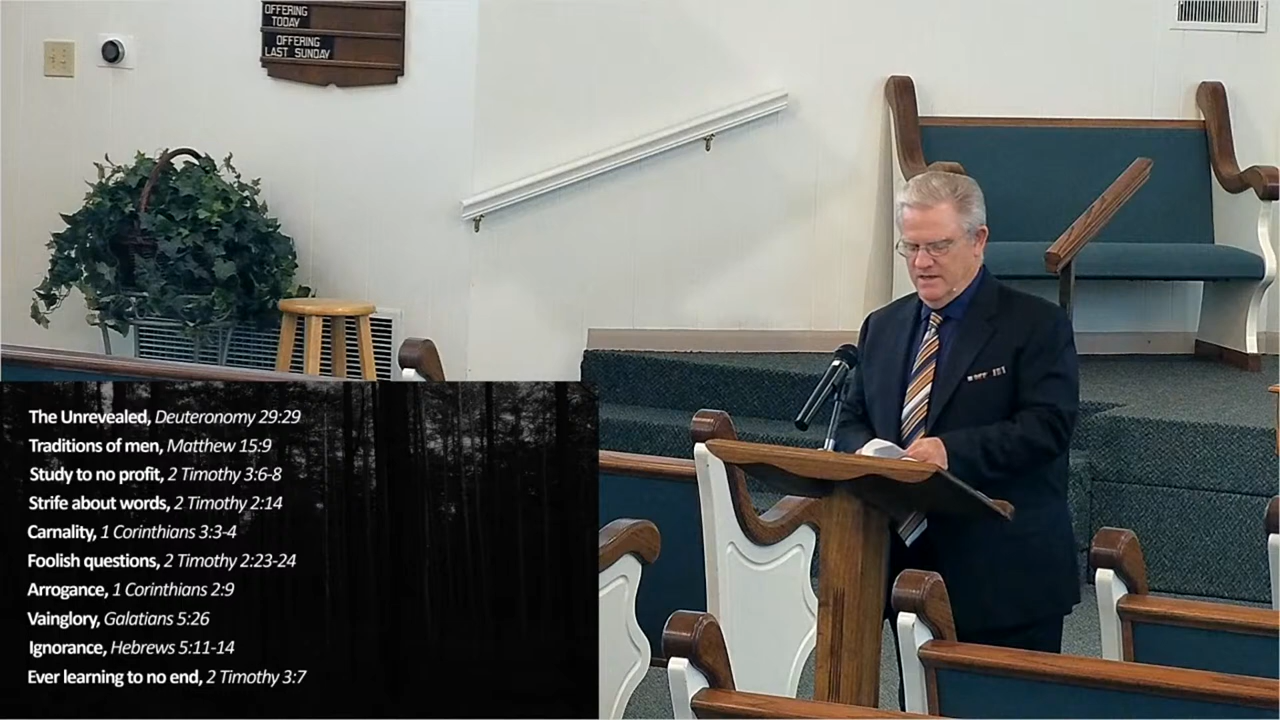 OFFERING
TODAY
OFFERING
LAST SUNDAY
The Unrevealed, Deuteronomy 29:29
Traditions of men, Matthew 15:9
Study to no profit, 2 Timothy 3:6-8
Strife about words, 2 Timothy 2:14
Carnality, 1 Corinthians 3:3-4
Foolish questions, 2 Timothy 2:23-24
Arrogance, 1 Corinthians 2:9
Vainglory, Galatians 5:26
Ignorance, Hebrews 5:11-14
Ever learning to no end, 2 Timothy 3:7